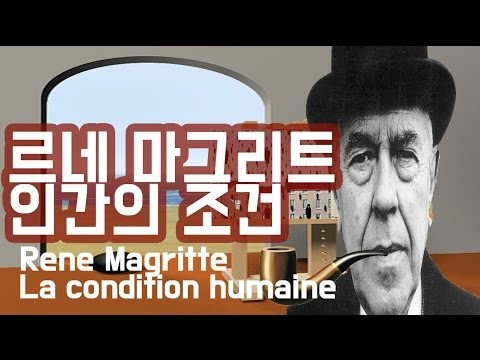 르네 마그리트
인간의 조건
Rene Magritte
La condition humaine